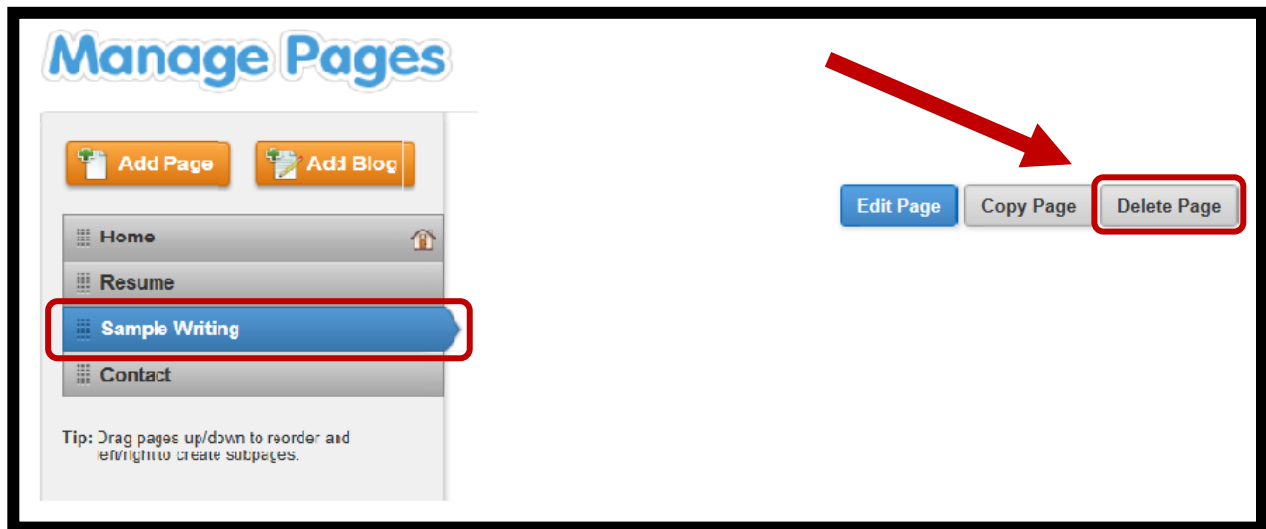 Manage Pages
Add Page
Add Blog
Edit Page
Copy Page
Delete Page
Home
Resume
Sample Writing
Contact
Tip: Drag pages up/down to reorder and
left/right to create subpages.